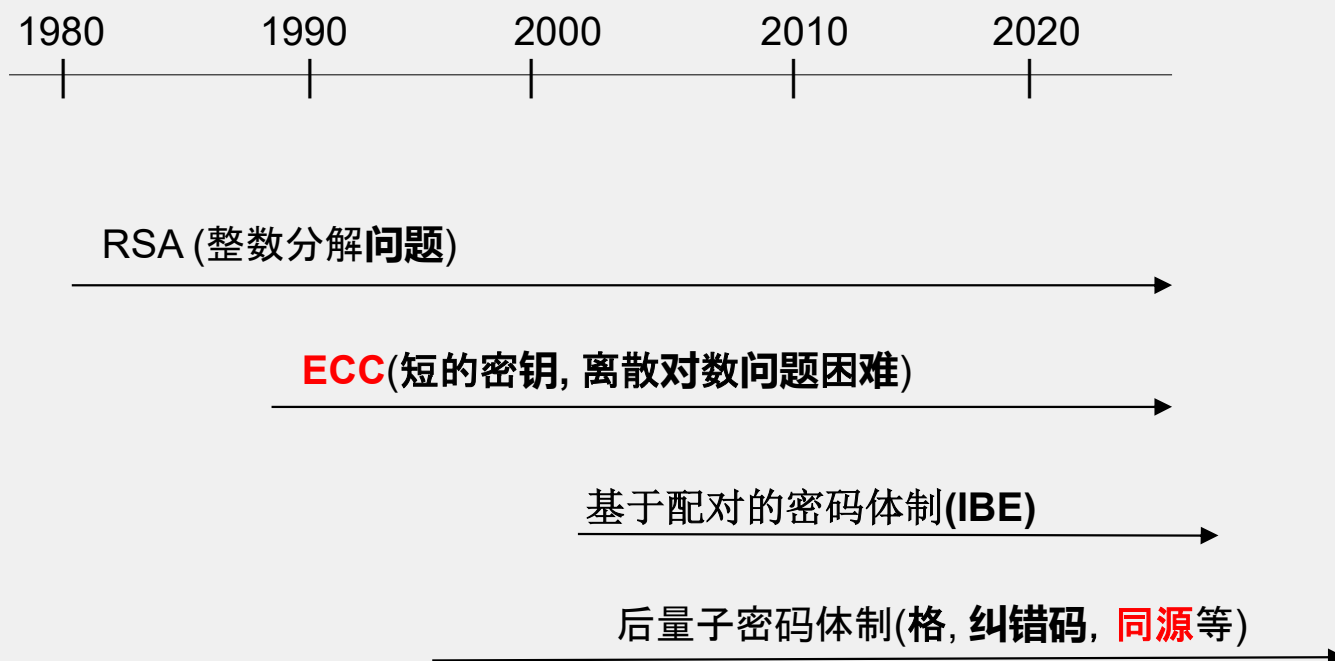 1980 1990 2000 2010 2020
RSA (整数分解问题)
ECC(短的密钥, 离散对数问题困难)
基于配对的密码体制(IBE)
后量子密码体制(格, 纠错码, 同源等)